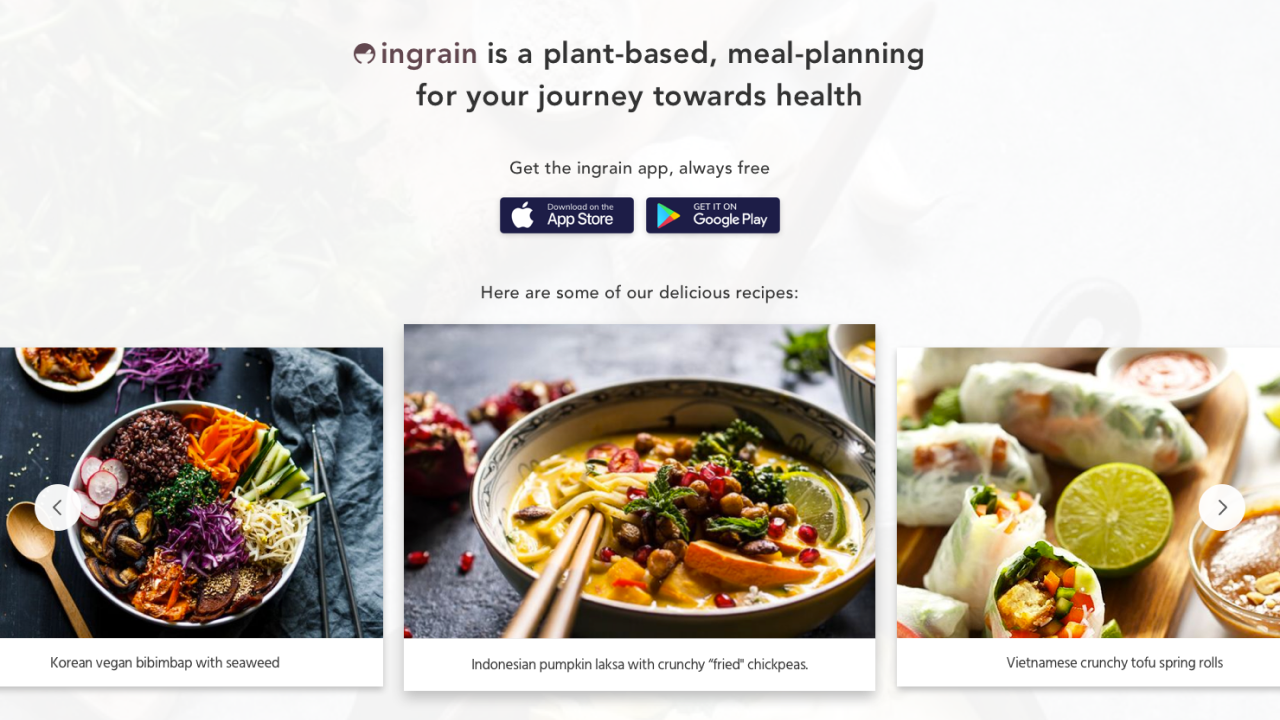 ingrain is a plant-based, meal-planning
for your journey towards health
Get the ingrain app, always free
Download on the
App Store
GET IT ON
Google Play
Here are some of our delicious recipes:
Korean vegan bibimbap with seaweed
Indonesian pumpkin laksa with crunchy “fried" chickpeas.
Vietnamese crunchy tofu spring rolls